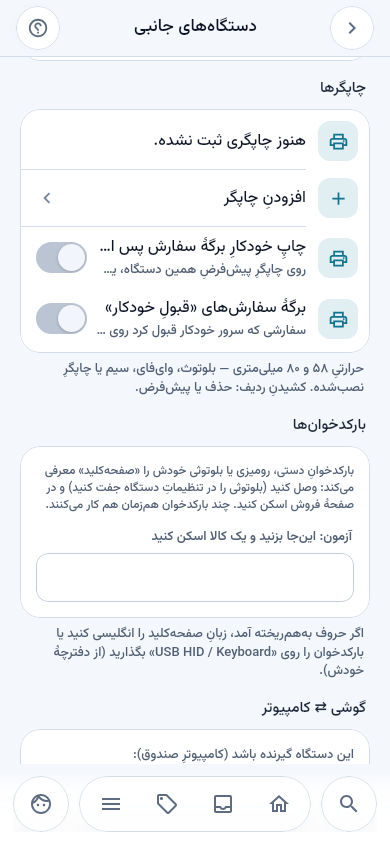 دستگاه‌های جانبی
چاپگرها
هنوز چاپگری ثبت نشده.
افزودنِ چاپگر
چاپِ خودکارِ برگهٔ سفارش پس ا...
روی چاپگرِ پیش‌فرضِ همین دستگاه، یـ...
برگهٔ سفارش‌های «قبولِ خودکار»
سفارشی که سرور خودکار قبول کرد روی ...
حرارتیِ ۵۸ و ۸۰ میلی‌متری — بلوتوث، وای‌فای، سیم یا چاپگرِ
نصب‌شده. کشیدنِ ردیف: حذف یا پیش‌فرض.
بارکدخوان‌ها
بارکدخوانِ دستی، رومیزی یا بلوتوثی خودش را «صفحه‌کلید» معرفی
می‌کند: وصل کنید (بلوتوثی را در تنظیماتِ دستگاه جفت کنید) و در
صفحهٔ فروش اسکن کنید. چند بارکدخوان هم‌زمان هم کار می‌کنند.
آزمون: این‌جا بزنید و یک کالا اسکن کنید
اگر حروف به‌هم‌ریخته آمد، زبانِ صفحه‌کلید را انگلیسی کنید یا
بارکدخوان را روی «USB HID / Keyboard» بگذارید (از دفترچهٔ
خودش).
گوشی ⇄ کامپیوتر
این دستگاه گیرنده باشد (کامپیوترِ صندوق):